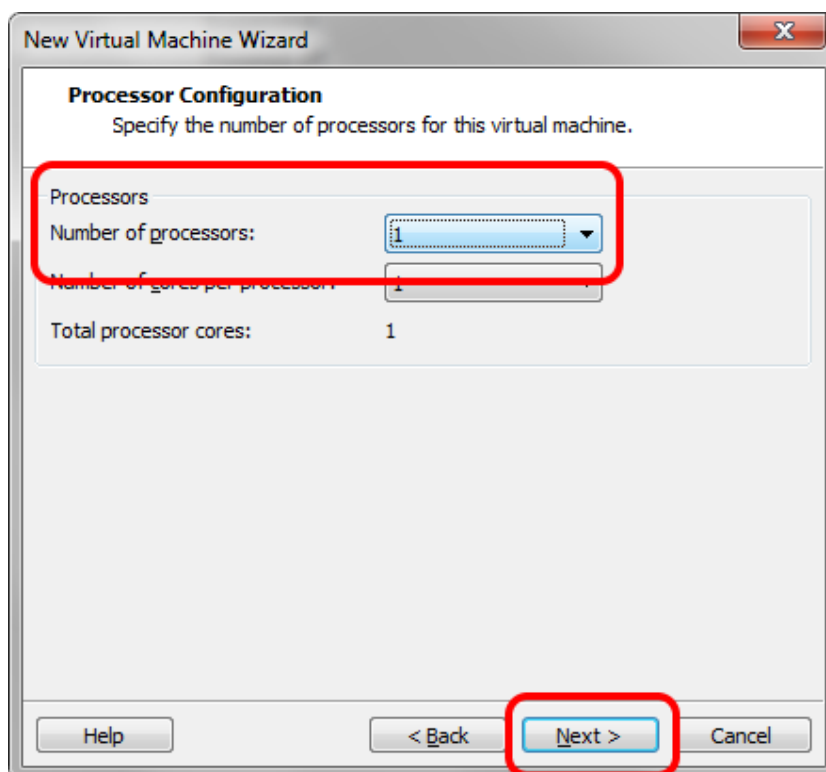 New Virtual Machine Wizard
x
Processor Configuration
Specify the number of processors for this virtual machine.
Processors
Number of processors: 1
Number of cores per processor: 1
Total processor cores: 1
Help < Back Next > Cancel